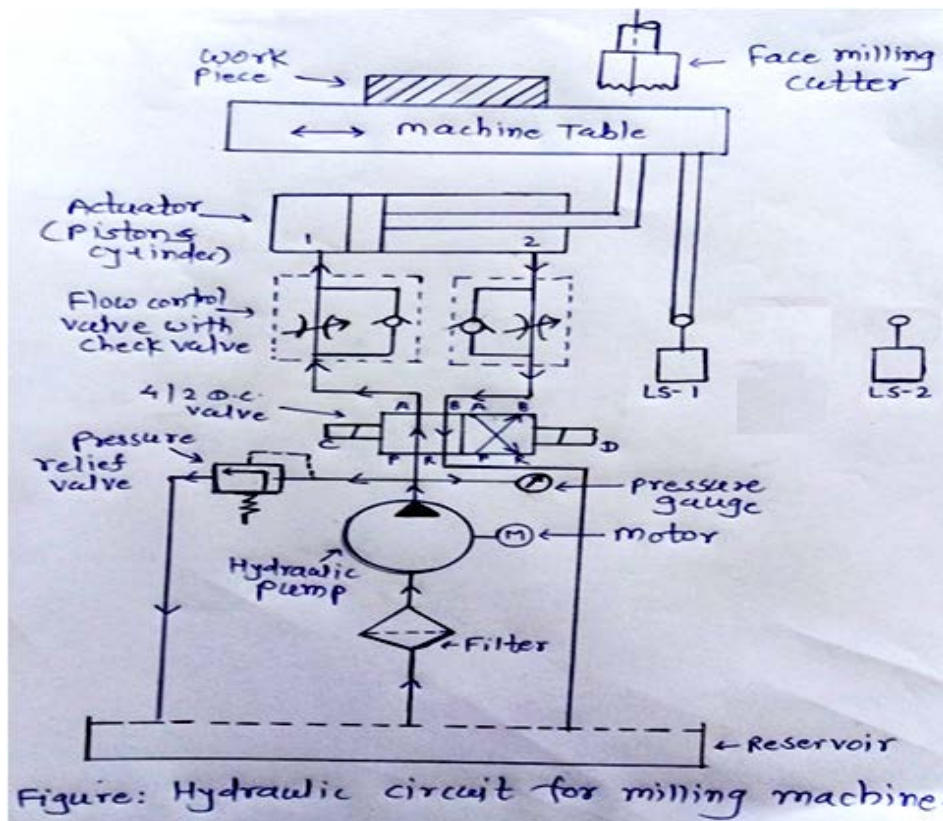 Work
Piece
Face milling
cutter
Machine Table
Actuator
(Piston &
cylinder)
1
2
Flow control
valve with
check valve
LS-1
LS-2
4/2 D.C.
valve
A
B
A
B
C
D
P
R
P
R
Pressure
relief
valve
Pressure
gauge
M
motor
Hydraulic
Pump
Filter
Reservoir
Figure: Hydraulic circuit for milling machine.